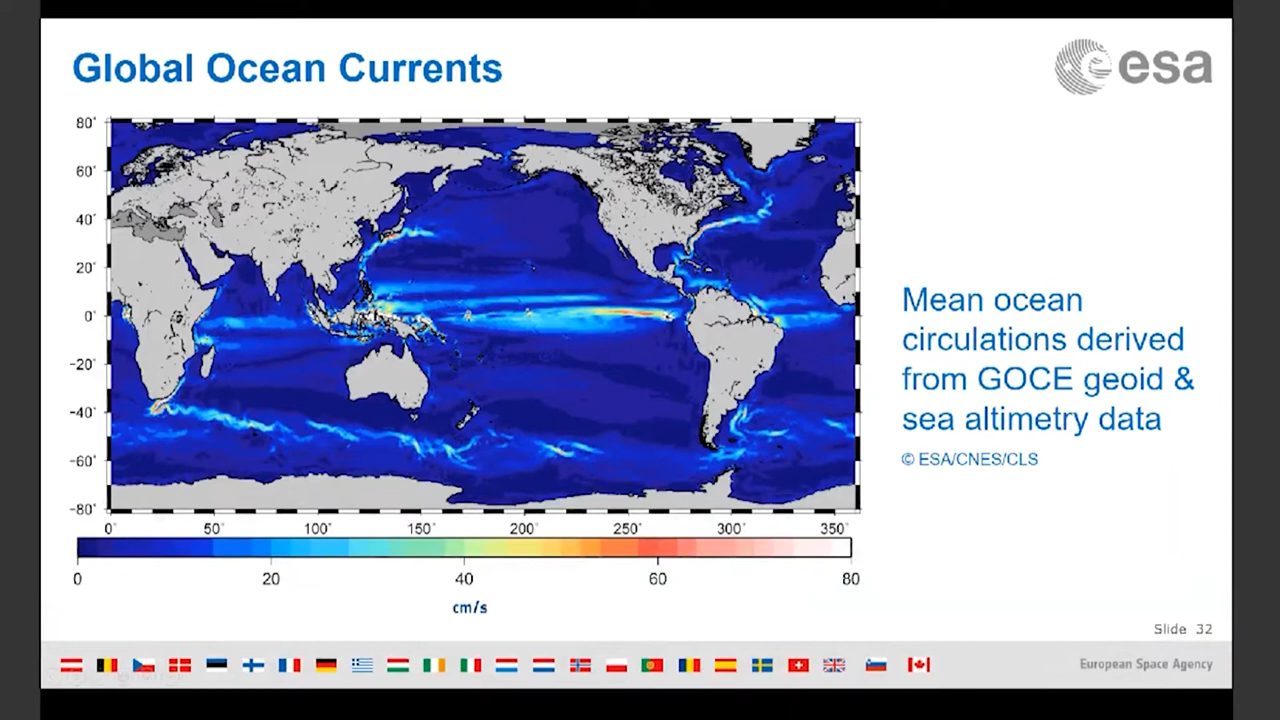 Global Ocean Currents
esa
80°
60°
40°
20°
0°
-20°
-40°
-60°
-80°
0° 50° 100° 150° 200° 250° 300° 350°
0 20 40 60 80
cm/s
Mean ocean
circulations derived
from GOCE geoid &
sea altimetry data
© ESA/CNES/CLS
Slide 32
European Space Agency